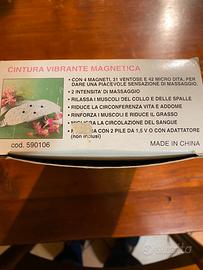 CINTURA VIBRANTE MAGNETICA
• CON 4 MAGNETI, 31 VENTOSE E 42 MICRO DITA, PER
DARE UNA PIACEVOLE SENSAZIONE DI MASSAGGIO
• 2 INTENSITA' DI MASSAGGIO
• RILASSA I MUSCOLI DEL COLLO E DELLE SPALLE
• RIDUCE LA CIRCONFERENZA VITA E ADDOME
• RINFORZA I MUSCOLI E RIDUCE IL GRASSO
• MIGLIORA LA CIRCOLAZIONE DEL SANGUE
CON 2 PILE DA 1,5 V O CON ADATTATORE
(non inclusi)
cod. 590106
MADE IN CHINA
subito